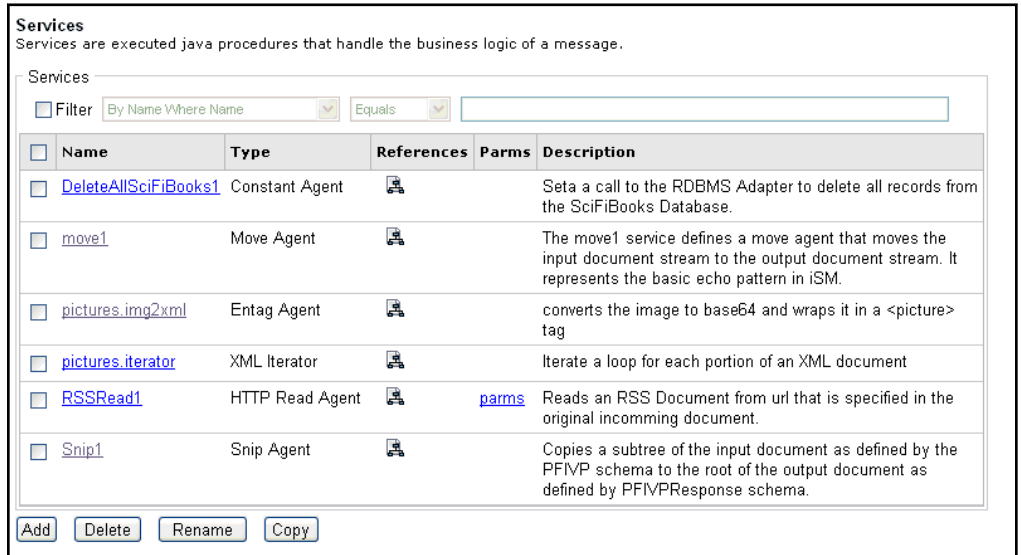 Services
Services are executed java procedures that handle the business logic of a message.
Services
Filter By Name Where Name Equals
Name Type References Parms Description
DeleteAllSciFiBooks1 Constant Agent Seta a call to the RDBMS Adapter to delete all records from
the SciFiBooks Database.
move1 Move Agent The move1 service defines a move agent that moves the
input document stream to the output document stream. It
represents the basic echo pattern in iSM.
pictures.img2xml Entag Agent converts the image to base64 and wraps it in a <picture>
tag
pictures.iterator XML Iterator Iterate a loop for each portion of an XML document
RSSRead1 HTTP Read Agent parms Reads an RSS Document from url that is specified in the
original incomming document.
Snip1 Snip Agent Copies a subtree of the input document as defined by the
PFIVP schema to the root of the output document as
defined by PFIVPResponse schema.
Add Delete Rename Copy